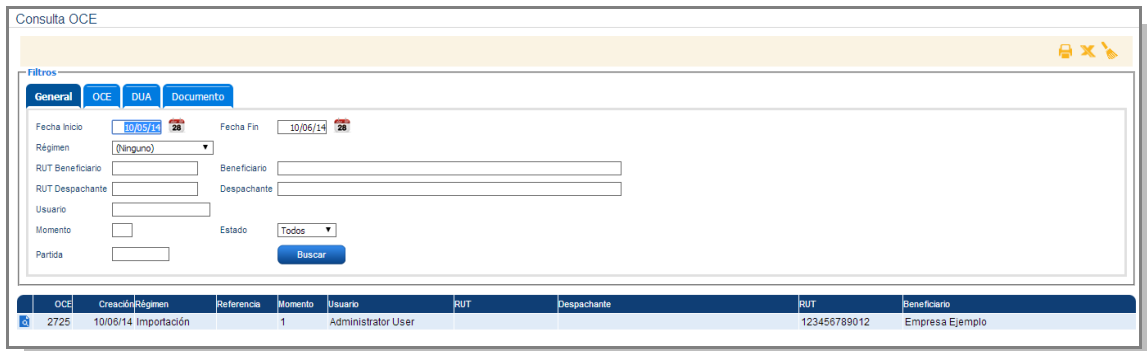 Consulta OCE
Filtros
General OCE DUA Documento
Fecha Inicio 10/05/14 28 Fecha Fin 10/06/14 28
Régimen (Ninguno)
RUT Beneficiario Beneficiario
RUT Despachante Despachante
Usuario
Momento Estado Todos
Partida Buscar
OCE Creación Règimen Referencia Momento Usuario RUT Despachante RUT Beneficiario
2725 10/06/14 Importación 1 Administrator User 123456789012 Empresa Ejemplo